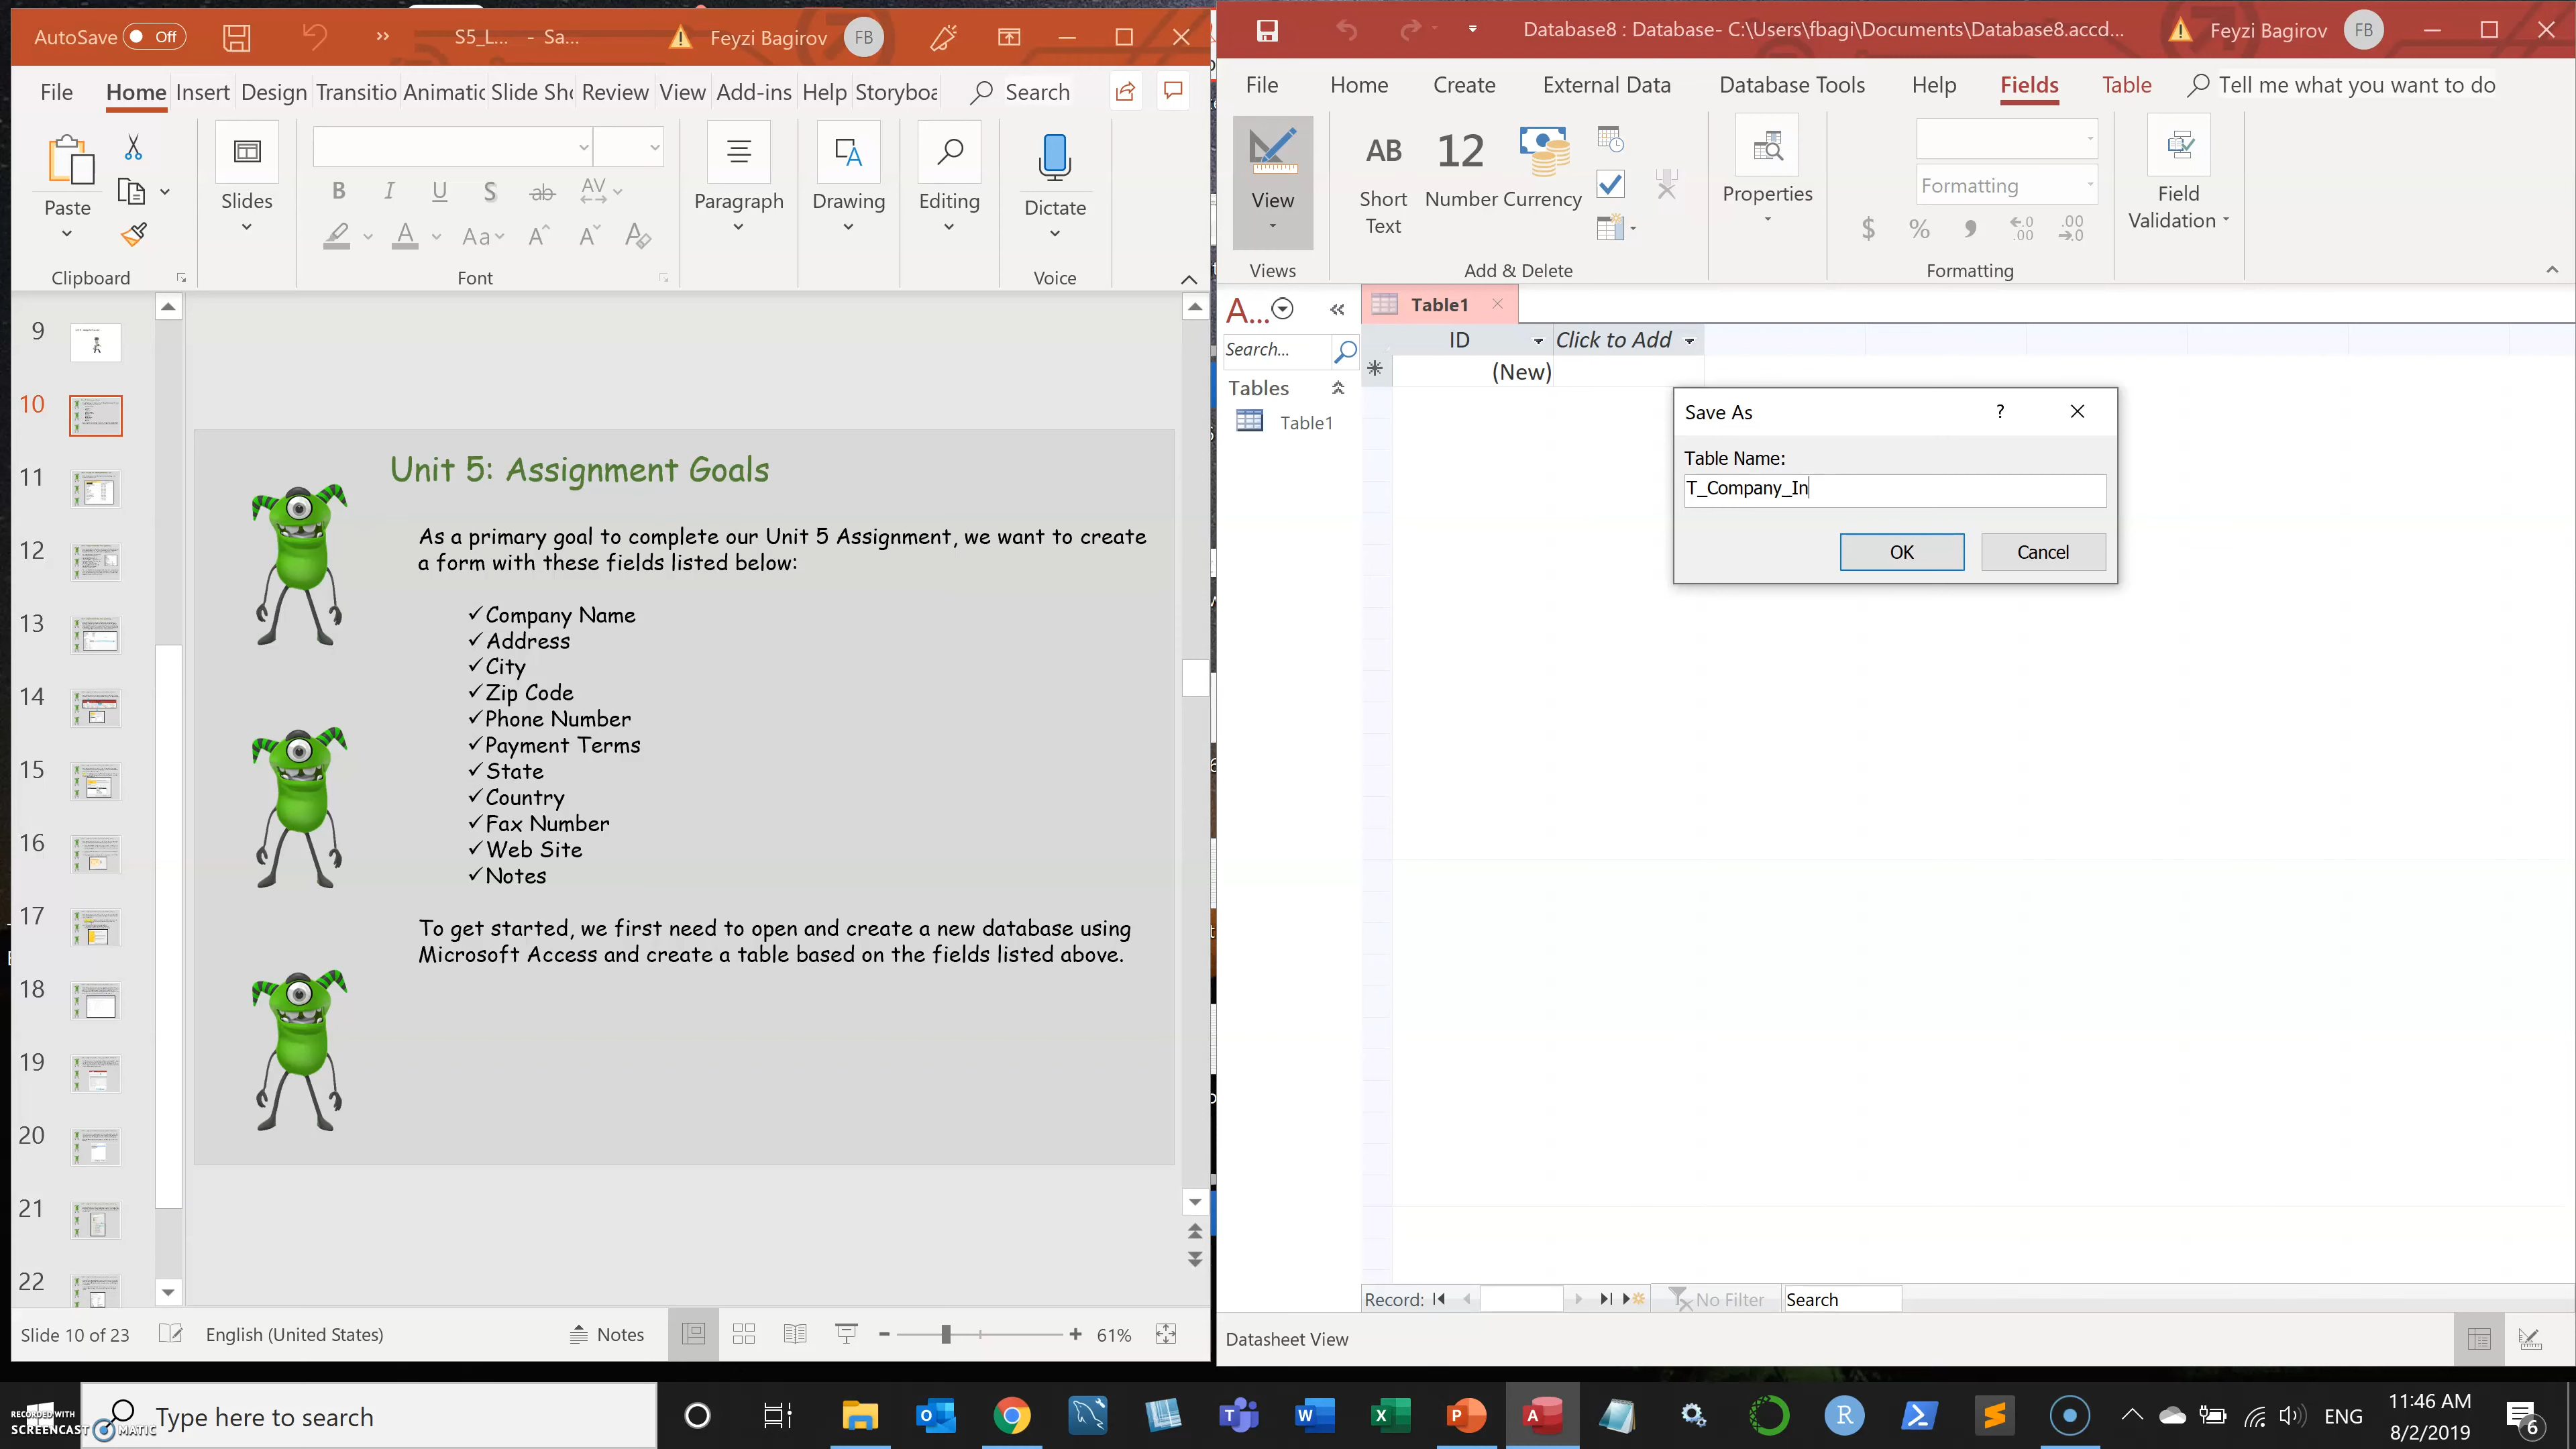 AutoSave Off
S5_L... - Sa...
Feyzi Bagirov FB
File Home Insert Design Transitio Animatic Slide Sh Review View Add-ins Help Storyboa Search
Paste
Clipboard
Slides
Font
Paragraph
Drawing
Editing
Dictate
Voice
9
10
11
12
13
14
15
16
17
18
19
20
21
22
Unit 5: Assignment Goals
As a primary goal to complete our Unit 5 Assignment, we want to create
a form with these fields listed below:
✓Company Name
✓Address
✓City
✓Zip Code
✓Phone Number
✓Payment Terms
✓State
✓Country
✓Fax Number
✓Web Site
✓Notes
To get started, we first need to open and create a new database using
Microsoft Access and create a table based on the fields listed above.
Slide 10 of 23 English (United States) Notes 61%
Database8 : Database- C:\Users\fbagi\Documents\Database8.accd...
Feyzi Bagirov FB
File Home Create External Data Database Tools Help Fields Table Tell me what you want to do
View
Views
AB
Short
Text
12
Number
Currency
Add & Delete
Properties
Formatting
$ % , .00 .00
Formatting
Field
Validation
A...
Search...
Tables
Table1
Table1
ID Click to Add
(New)
Save As ?
Table Name:
T_Company_In
OK Cancel
Record: No Filter Search
Datasheet View
RECORDED WITH
SCREENCAST MATIC
Type here to search
ENG
11:46 AM
8/2/2019
6